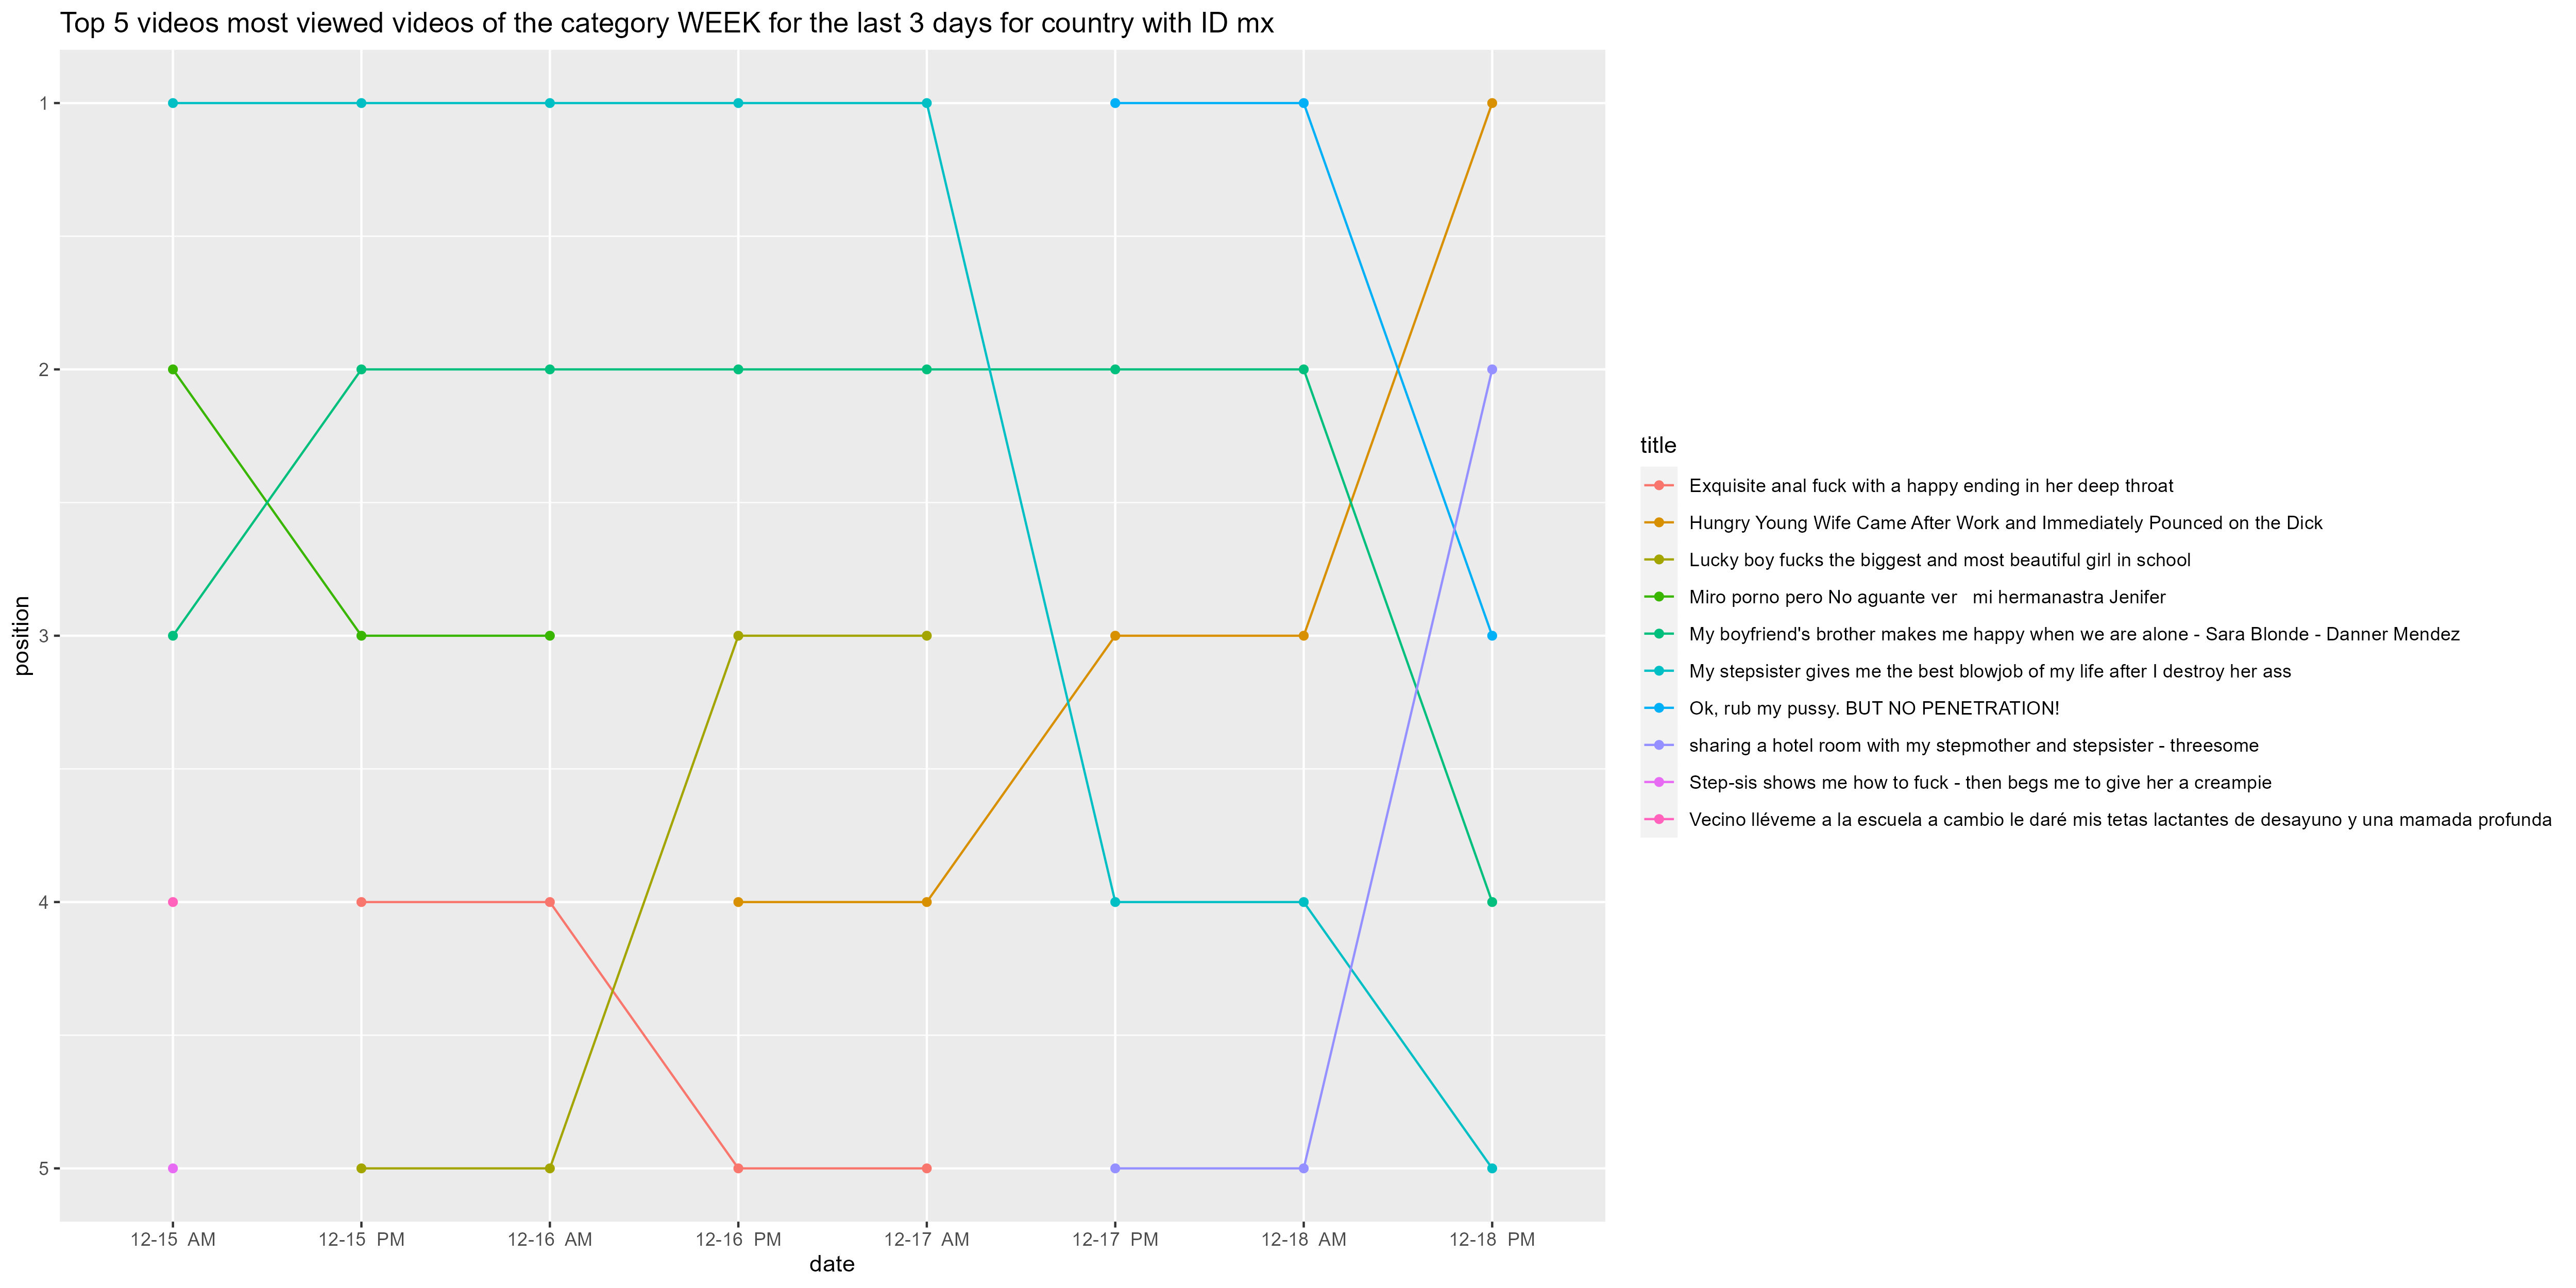 Top 5 videos most viewed videos of the category WEEK for the last 3 days for country with ID mx
1
2
3
4
5
position
12-15 AM
12-15 PM
12-16 AM
12-16 PM
12-17 AM
12-17 PM
12-18 AM
12-18 PM
date
title
Exquisite anal fuck with a happy ending in her deep throat
Hungry Young Wife Came After Work and Immediately Pounced on the Dick
Lucky boy fucks the biggest and most beautiful girl in school
Miro porno pero No aguante ver mi hermanastra Jenifer
My boyfriend's brother makes me happy when we are alone - Sara Blonde - Danner Mendez
My stepsister gives me the best blowjob of my life after I destroy her ass
Ok, rub my pussy. BUT NO PENETRATION!
sharing a hotel room with my stepmother and stepsister - threesome
Step-sis shows me how to fuck - then begs me to give her a creampie
Vecino lléveme a la escuela a cambio le daré mis tetas lactantes de desayuno y una mamada profunda